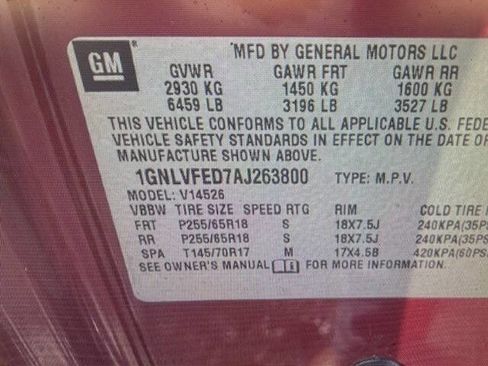 GM
MFD BY GENERAL MOTORS LLC
GVWR GAWR FRT GAWR RR
2930 KG 1450 KG 1600 KG
6459 LB 3196 LB 3527 LB
THIS VEHICLE CONFORMS TO ALL APPLICABLE U.S. FEDE
VEHICLE SAFETY STANDARDS IN EFFECT ON THE DATE O
MANUFACTURE SHOWN ABOVE.
1GNLVFED7AJ263800 TYPE: M.P.V.
MODEL: V14526
VBBW TIRE SIZE SPEED RTG RIM COLD TIRE
FRT P255/65R18 S 18X7.5J 240KPA(35PS
RR P255/65R18 S 18X7.5J 240KPA(35PS
SPA T145/70R17 M 17X4.5B 420KPA(60PS
SEE OWNER'S MANUAL FOR MORE INFORMATION.